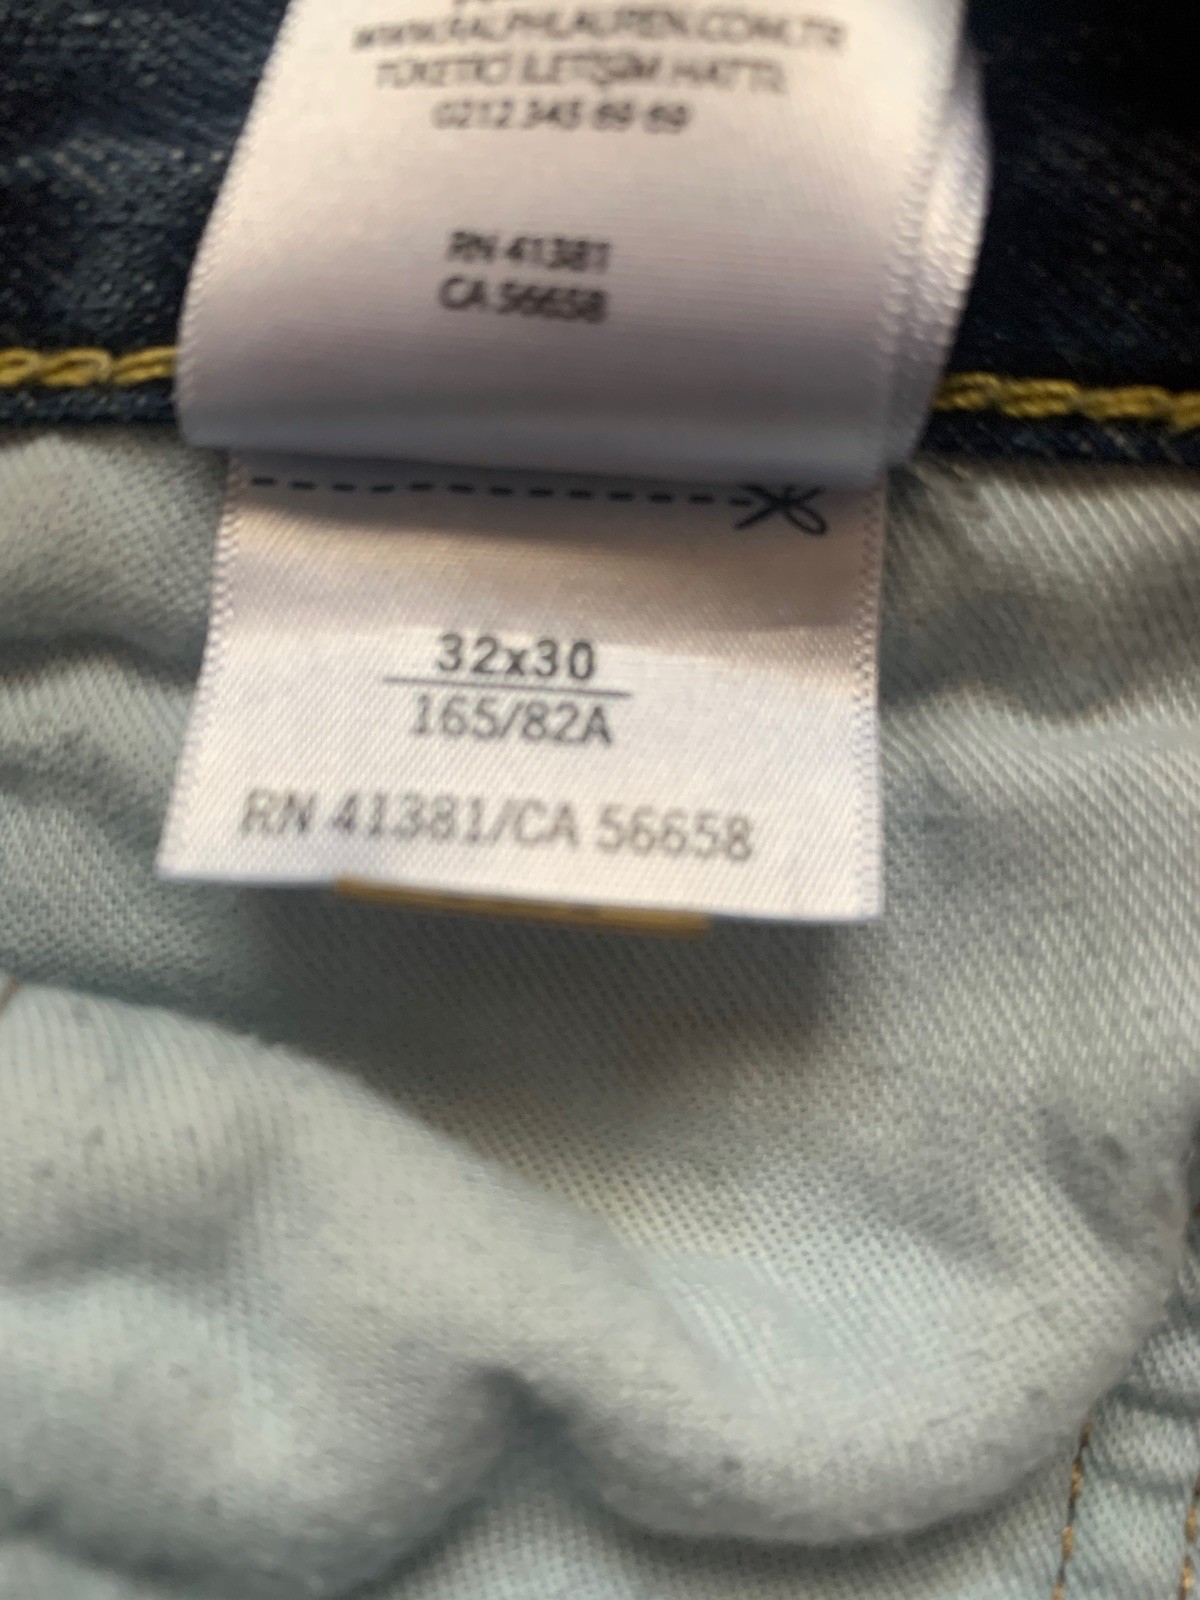 WWW.RALPHLAUREN.COM.TR
TÜKETİCİ İLETİŞİM HATTI:
0212 345 69 69
RN 41381
CA 56658
32x30
165/82A
RN 41381/CA 56658